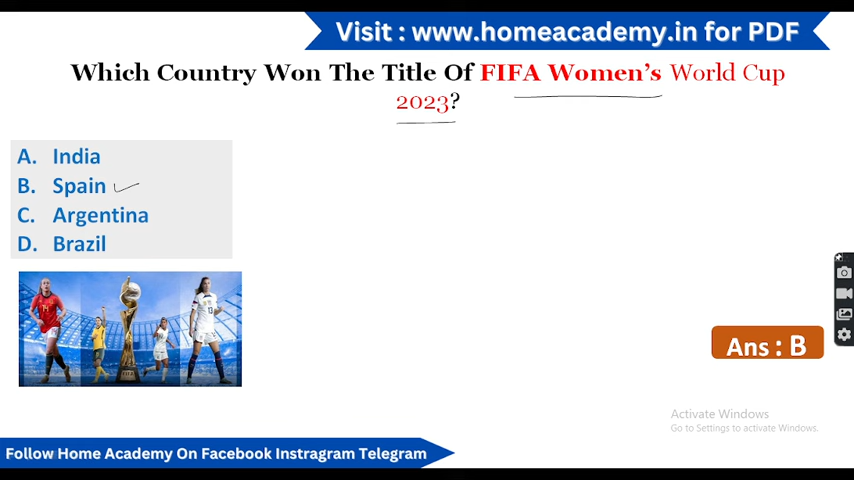 Visit : www.homeacademy.in for PDF
Which Country Won The Title Of FIFA Women's World Cup
2023?
A. India
B. Spain
C. Argentina
D. Brazil
Ans : B
Activate Windows
Go to Settings to activate Windows.
Follow Home Academy On Facebook Instragram Telegram